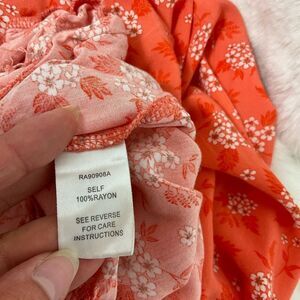 RA90908A
SELF
100%RAYON
SEE REVERSE
FOR CARE
INSTRUCTIONS